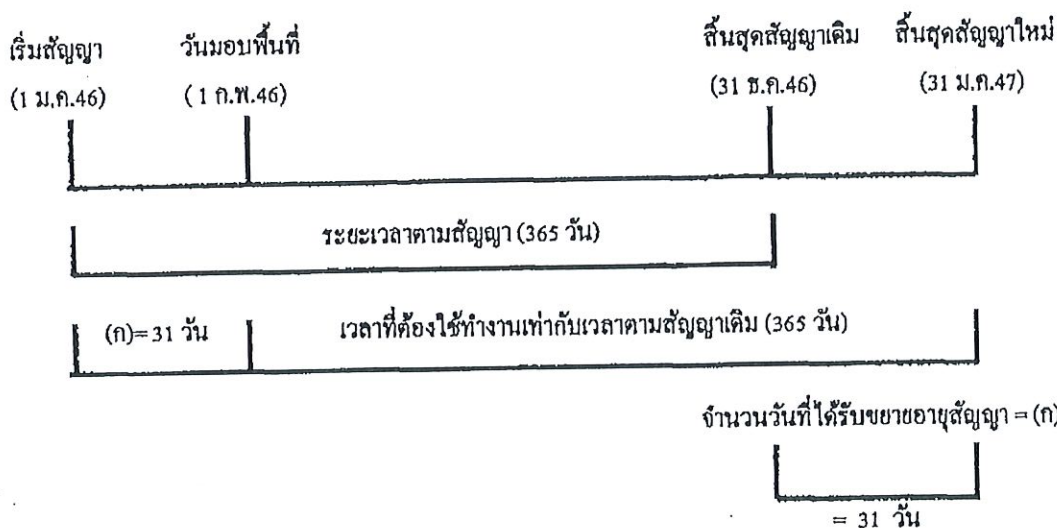 เริ่มสัญญา วันมอบพื้นที่ สิ้นสุดสัญญาเดิม สิ้นสุดสัญญาใหม่
(1 ม.ค.46) (1 ก.พ.46) (31 ธ.ค.46) (31 ม.ค.47)
ระยะเวลาตามสัญญา (365 วัน)
(ก)=31 วัน เวลาที่ต้องใช้ทำงานเท่ากับเวลาตามสัญญาเดิม (365 วัน)
จำนวนวันที่ได้รับขยายอายุสัญญา = (ก)
= 31 วัน